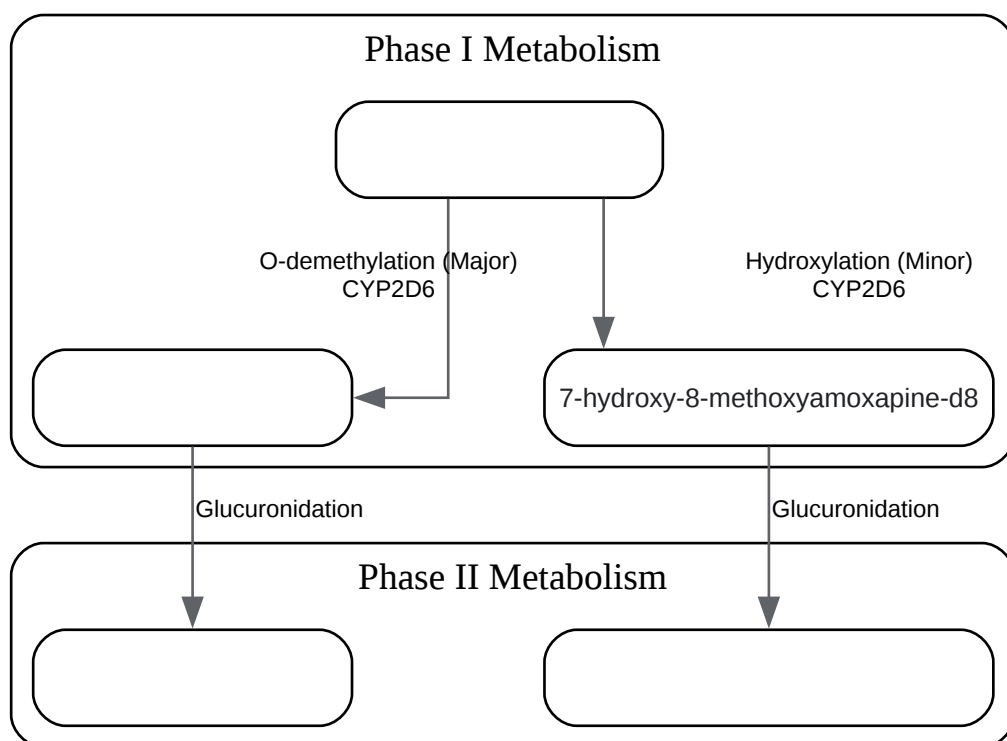 Phase I Metabolism
O-demethylation (Major)
CYP2D6
Hydroxylation (Minor)
CYP2D6
7-hydroxy-8-methoxyamoxapine-d8
Glucuronidation
Glucuronidation
Phase II Metabolism